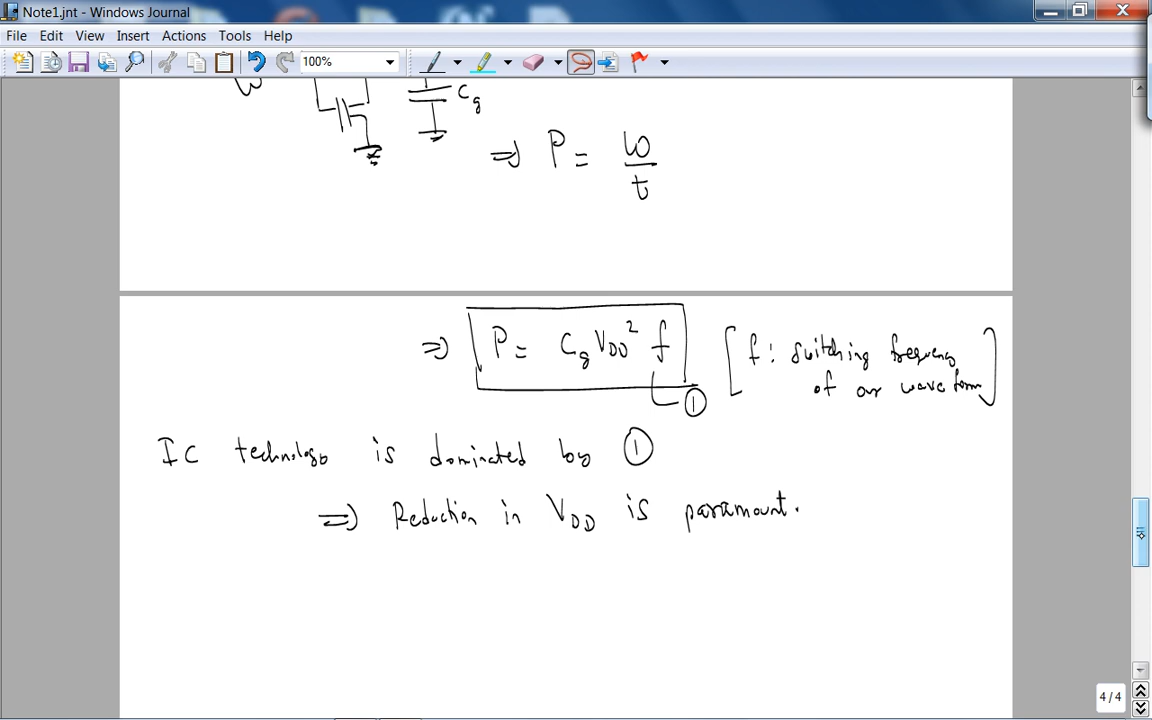 Note1.jnt - Windows Journal
File Edit View Insert Actions Tools Help
100%
W
Cg
⇒ P = W/t
⇒ P = Cg VDD² f [f: switching frequency
of our waveform]
①
IC technology is dominated by ①
⇒ Reduction in VDD is paramount.
4 / 4